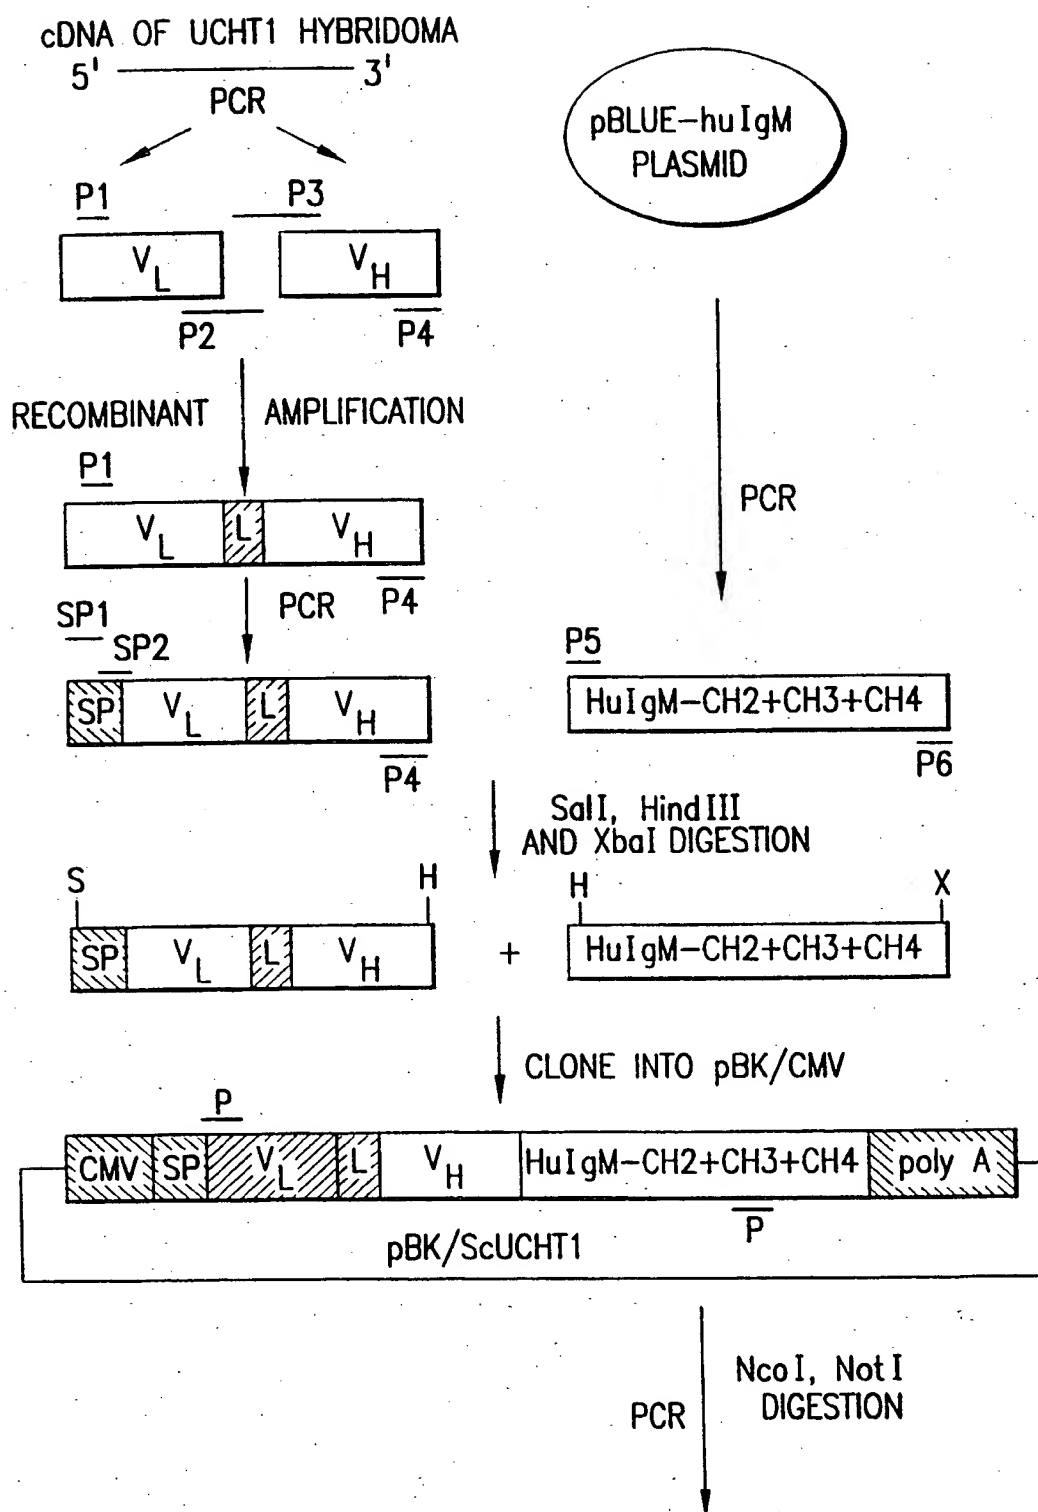 cDNA OF UCHT1 HYBRIDOMA
5' 3'
PCR
pBLUE-huIgM
PLASMID
P1 P3
VL VH
P2 P4
RECOMBINANT AMPLIFICATION
P1
VL L VH
P4
PCR
PCR
SP1
SP2
P5
SP VL L VH
HuIgM-CH2+CH3+CH4
P4
P6
SalI, HindIII
AND XbaI DIGESTION
S H H X
SP VL L VH + HuIgM-CH2+CH3+CH4
CLONE INTO pBK/CMV
P
CMV SP VL L VH HuIgM-CH2+CH3+CH4 poly A
P
pBK/ScUCHT1
NcoI, NotI
DIGESTION
PCR